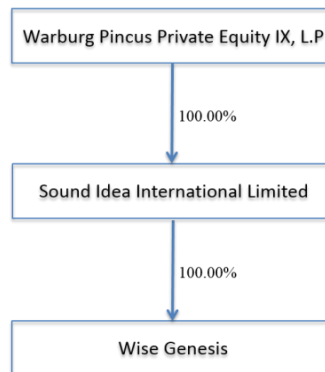 Warburg Pincus Private Equity IX, L.P
100.00%
Sound Idea International Limited
100.00%
Wise Genesis